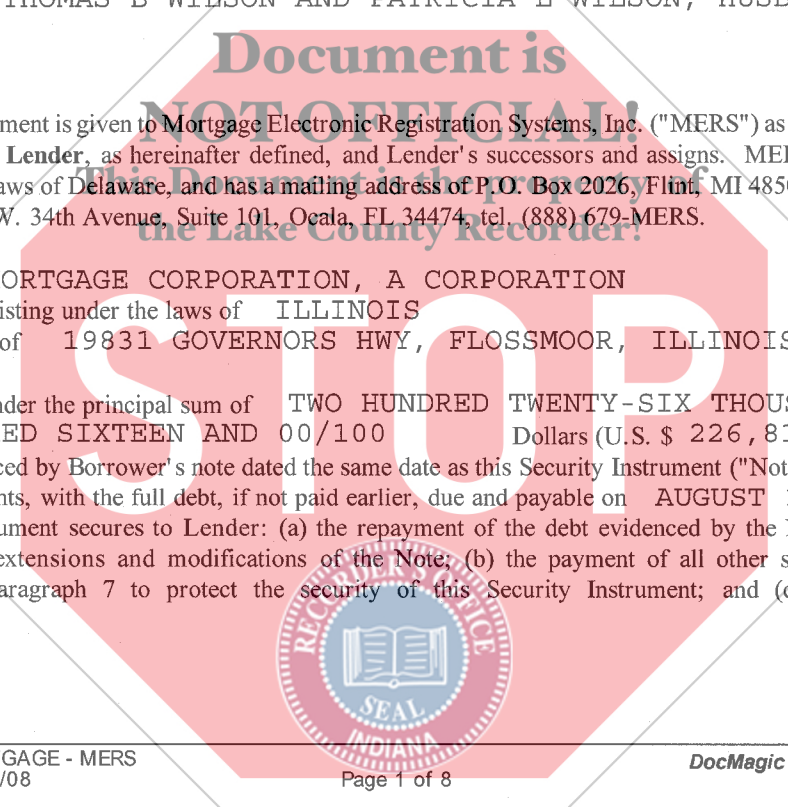 THOMAS B WILSON AND PATRICIA L WILSON, HUSB
Document is
NOT OFFICIAL!
ment is given to Mortgage Electronic Registration Systems, Inc. ("MERS") as
Lender, as hereinafter defined, and Lender's successors and assigns. MER
This Document is the property of
aws of Delaware, and has a mailing address of P.O. Box 2026, Flint, MI 4850
W. 34th Avenue, Suite 101, Ocala, FL 34474, tel. (888) 679-MERS.
the Lake County Recorder!
ORTGAGE CORPORATION, A CORPORATION
isting under the laws of ILLINOIS
of 19831 GOVERNORS HWY, FLOSSMOOR, ILLINOIS
STOP
nder the principal sum of TWO HUNDRED TWENTY-SIX THOUS
ED SIXTEEN AND 00/100 Dollars (U.S. $ 226,81
ced by Borrower's note dated the same date as this Security Instrument ("Not
nts, with the full debt, if not paid earlier, due and payable on AUGUST 1
ument secures to Lender: (a) the repayment of the debt evidenced by the
extensions and modifications of the Note; (b) the payment of all other s
aragraph 7 to protect the security of this Security Instrument; and (c
RECORDER'S OFFICE
SEAL
INDIANA
GAGE - MERS
/08
Page 1 of 8
DocMagic